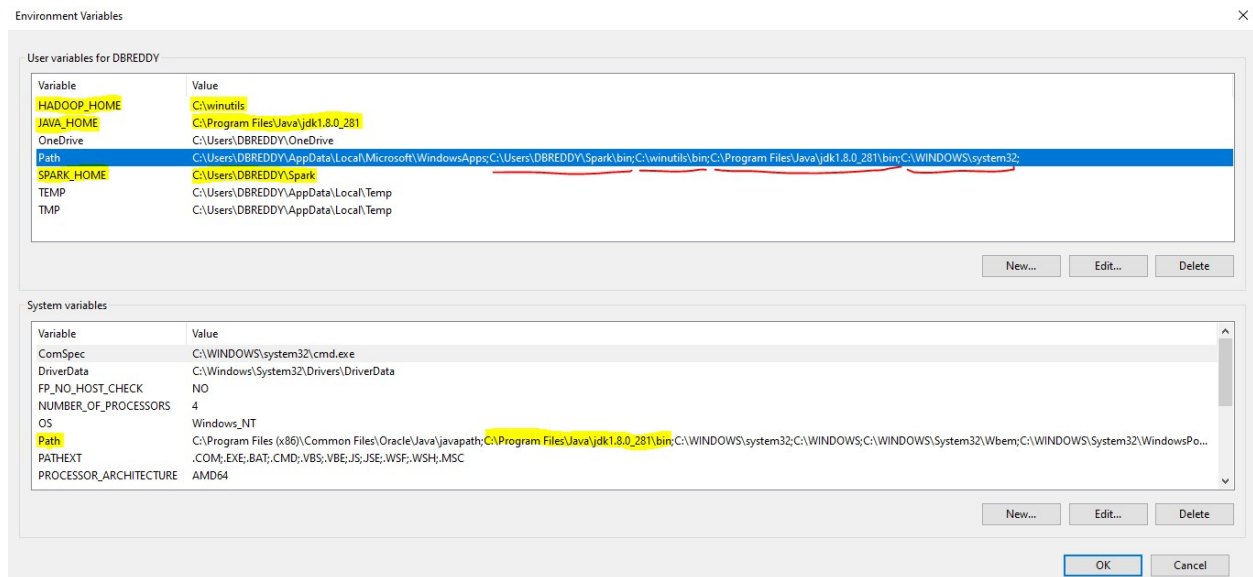 Environment Variables
User variables for DBREDDY
Variable Value
HADOOP_HOME C:\winutils
JAVA_HOME C:\Program Files\Java\jdk1.8.0_281
OneDrive C:\Users\DBREDDY\OneDrive
Path C:\Users\DBREDDY\AppData\Local\Microsoft\WindowsApps;C:\Users\DBREDDY\Spark\bin;C:\winutils\bin;C:\Program Files\Java\jdk1.8.0_281\bin;C:\WINDOWS\system32;
SPARK_HOME C:\Users\DBREDDY\Spark
TEMP C:\Users\DBREDDY\AppData\Local\Temp
TMP C:\Users\DBREDDY\AppData\Local\Temp
New... Edit... Delete
System variables
Variable Value
ComSpec C:\WINDOWS\system32\cmd.exe
DriverData C:\Windows\System32\Drivers\DriverData
FP_NO_HOST_CHECK NO
NUMBER_OF_PROCESSORS 4
OS Windows_NT
Path C:\Program Files (x86)\Common Files\Oracle\Java\javapath;C:\Program Files\Java\jdk1.8.0_281\bin;C:\WINDOWS\system32;C:\WINDOWS;C:\WINDOWS\System32\Wbem;C:\WINDOWS\System32\WindowsPo...
PATHEXT .COM;.EXE;.BAT;.CMD;.VBS;.VBE;.JS;.JSE;.WSF;.WSH;.MSC
PROCESSOR_ARCHITECTURE AMD64
New... Edit... Delete
OK Cancel